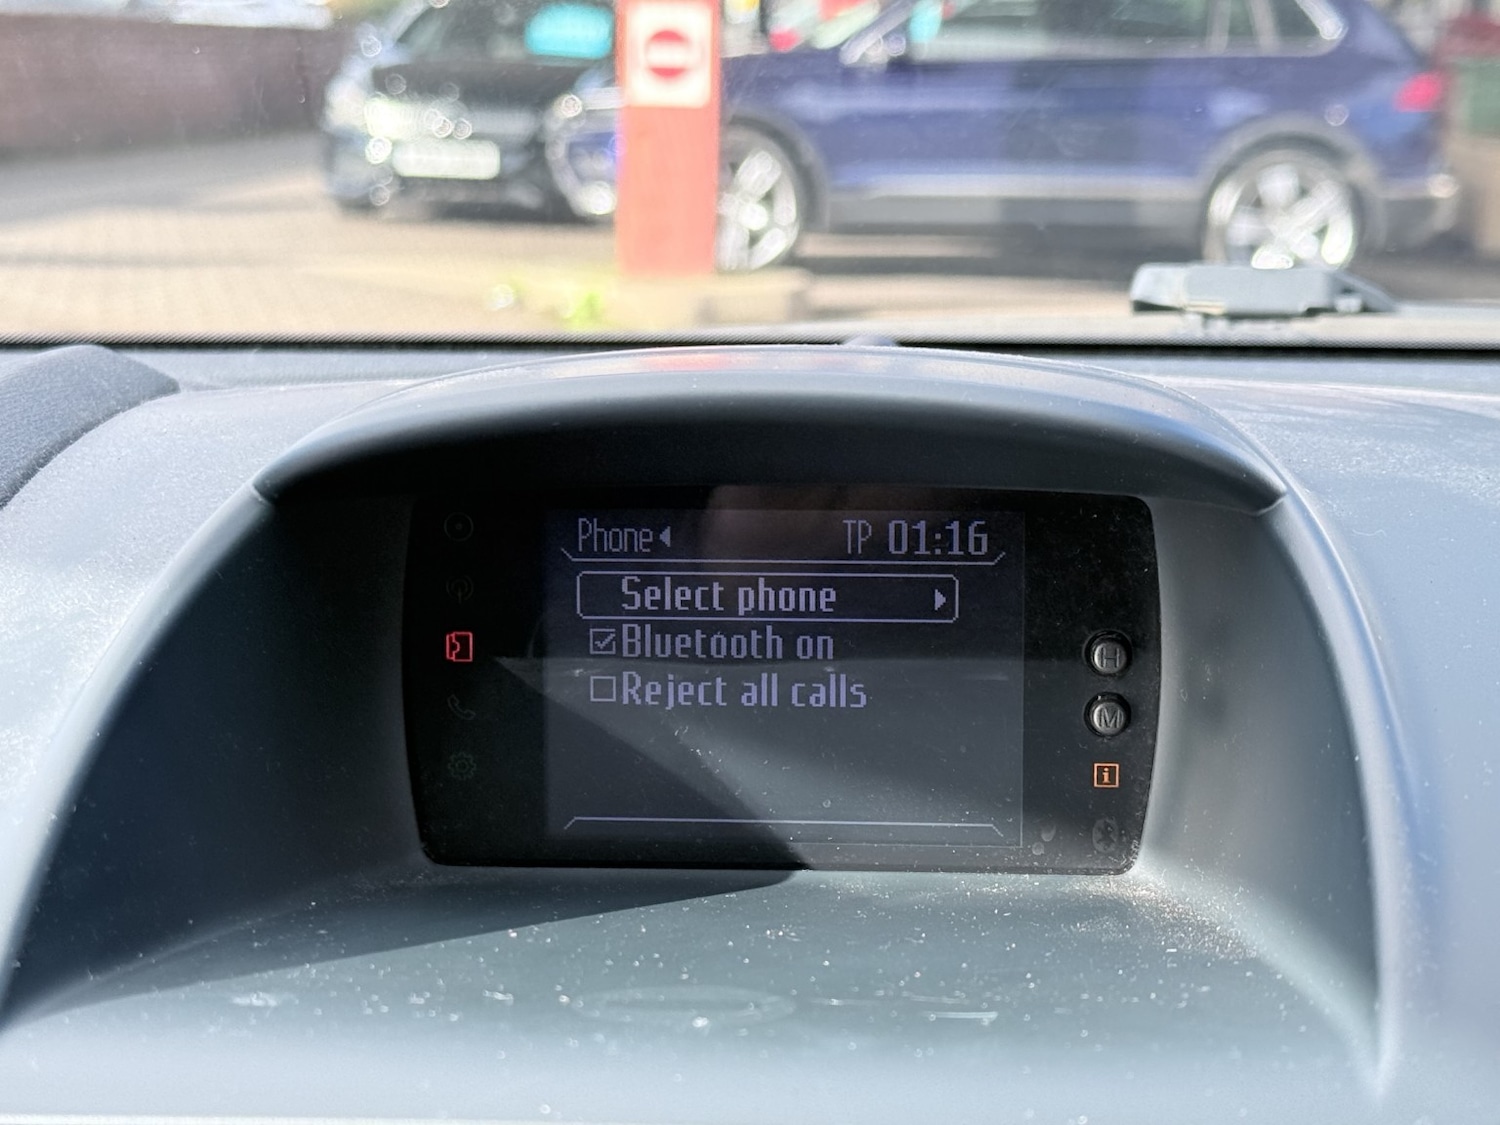 Phone TP 01:16
Select phone
Bluetooth on
Reject all calls
H
M
i